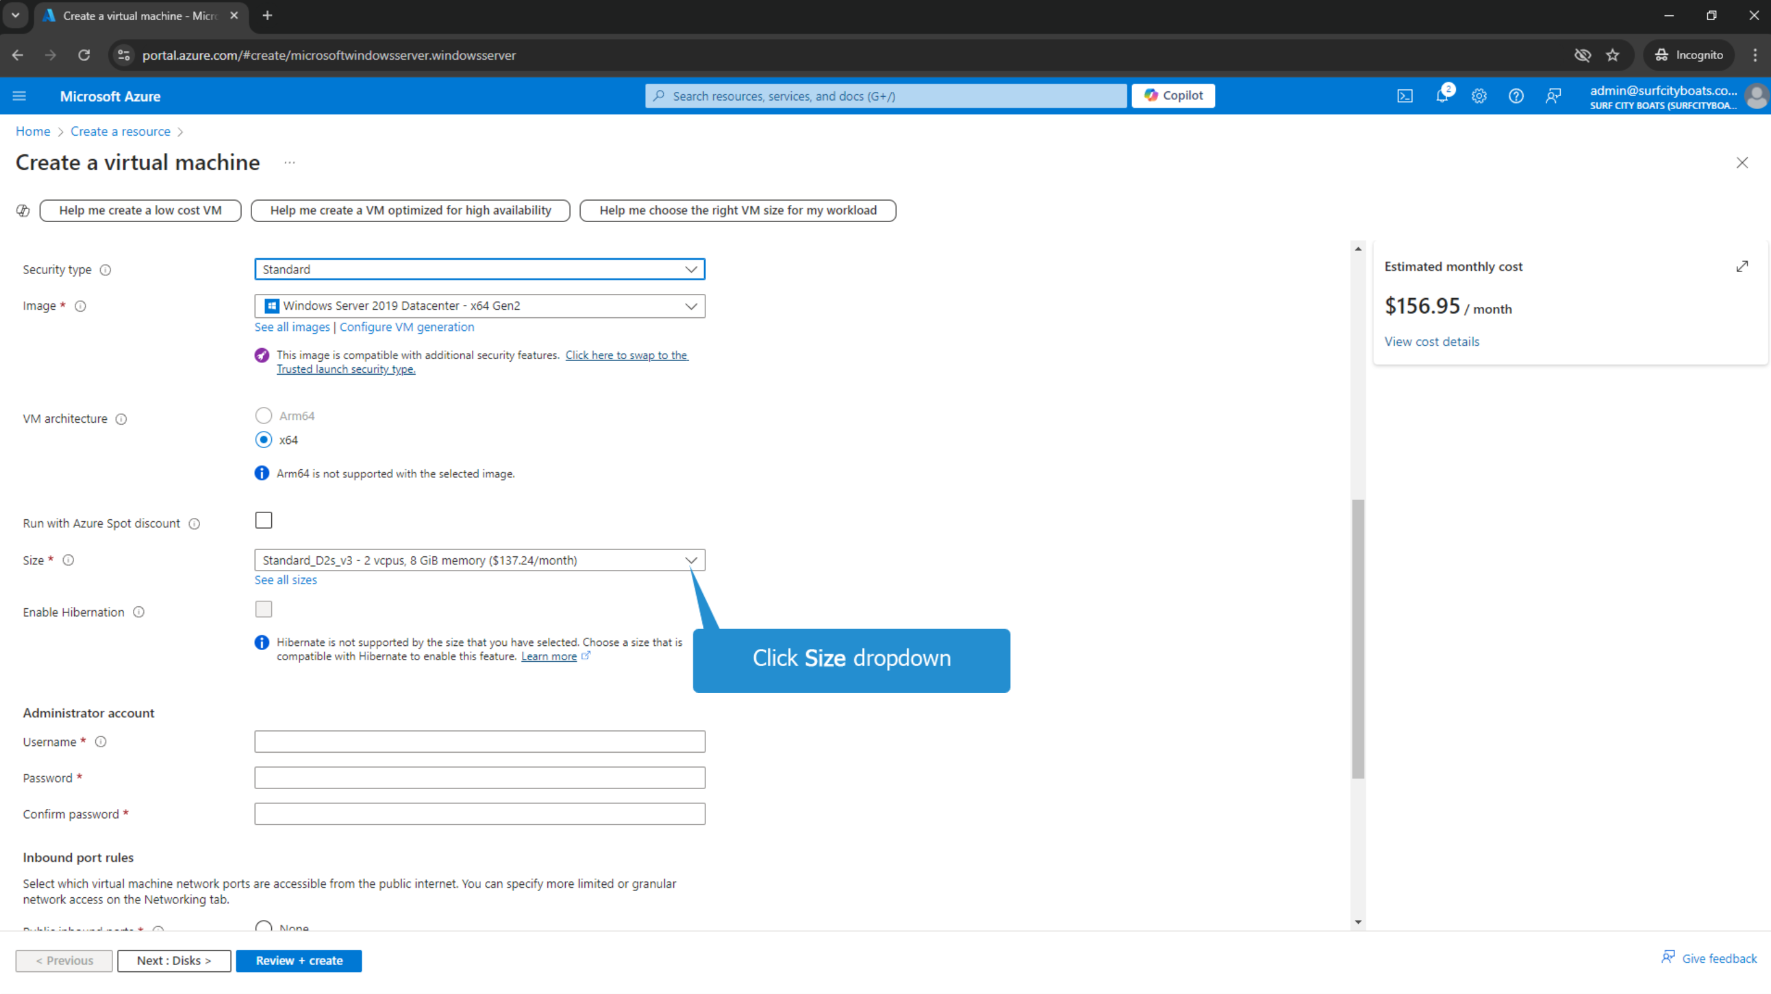 Create a virtual machine - Micr
portal.azure.com/#create/microsoftwindowsserver.windowsserver
Incognito
Microsoft Azure
Search resources, services, and docs (G+/)
Copilot
2
admin@surfcityboats.co...
SURF CITY BOATS (SURFCITYBOA...
Home > Create a resource >
Create a virtual machine ...
Help me create a low cost VM
Help me create a VM optimized for high availability
Help me choose the right VM size for my workload
Security type
Standard
Image *
Windows Server 2019 Datacenter - x64 Gen2
See all images | Configure VM generation
This image is compatible with additional security features. Click here to swap to the
Trusted launch security type.
VM architecture
Arm64
x64
Arm64 is not supported with the selected image.
Run with Azure Spot discount
Size *
Standard_D2s_v3 - 2 vcpus, 8 GiB memory ($137.24/month)
See all sizes
Enable Hibernation
Hibernate is not supported by the size that you have selected. Choose a size that is
compatible with Hibernate to enable this feature. Learn more
Click Size dropdown
Administrator account
Username *
Password *
Confirm password *
Inbound port rules
Select which virtual machine network ports are accessible from the public internet. You can specify more limited or granular
network access on the Networking tab.
Public inbound ports *
None
Estimated monthly cost
$156.95 / month
View cost details
< Previous
Next : Disks >
Review + create
Give feedback